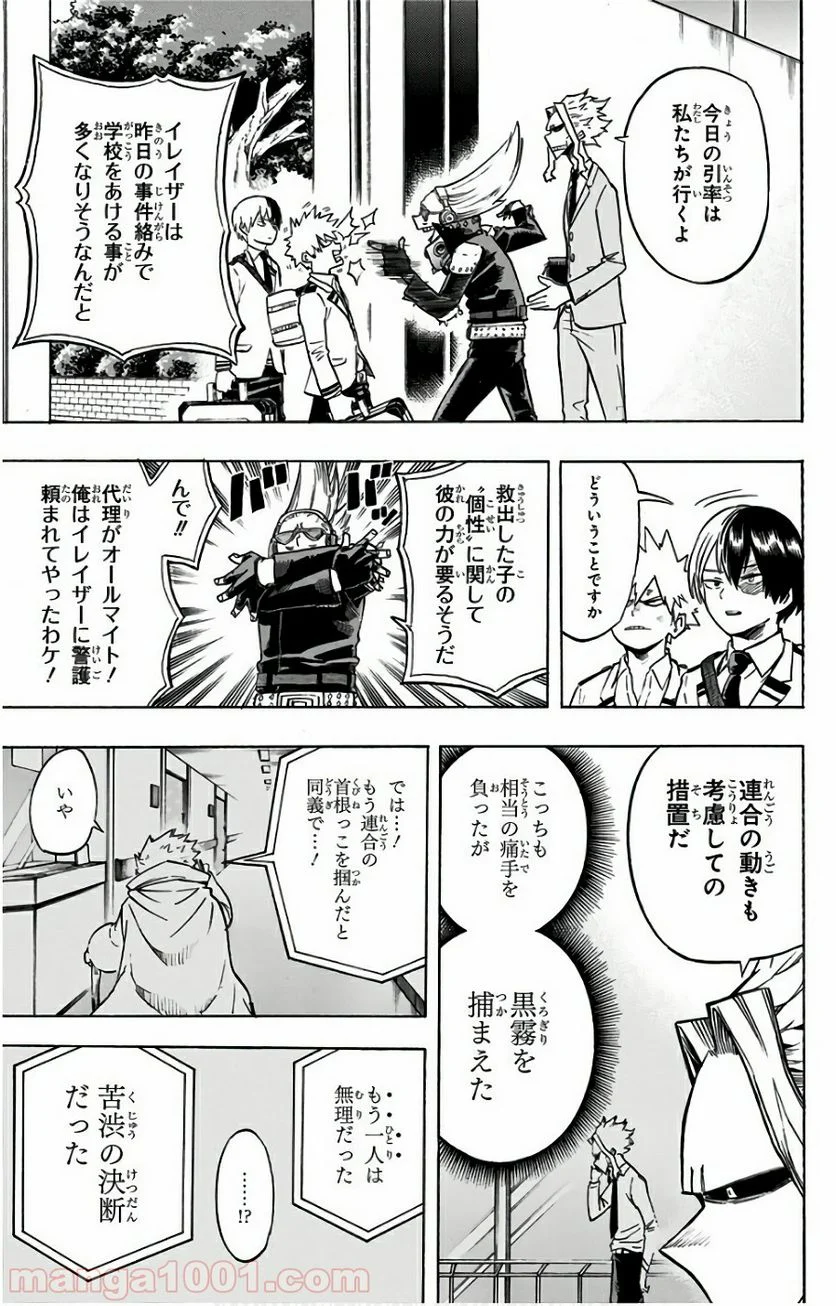 今日の引率は
私たちが行くよ
イレイザーは
昨日の事件絡みで
学校をあける事が
多くなりそうなんだと
どういうことですか
救出した子の
"個性"に関して
彼の力が要るそうだ
んで!!
代理がオールマイト!
俺はイレイザーに警護
頼まれてやったわケ!
連合の動きも
考慮しての
措置だ
こっちも
相当の痛手を
負ったが
黒霧を
捕まえた
では…!
もう連合の
首根っこを掴んだと
同義で…!
いや
もう一人は
無理だった
……!?
苦渋の決断
だった
manga1001.com